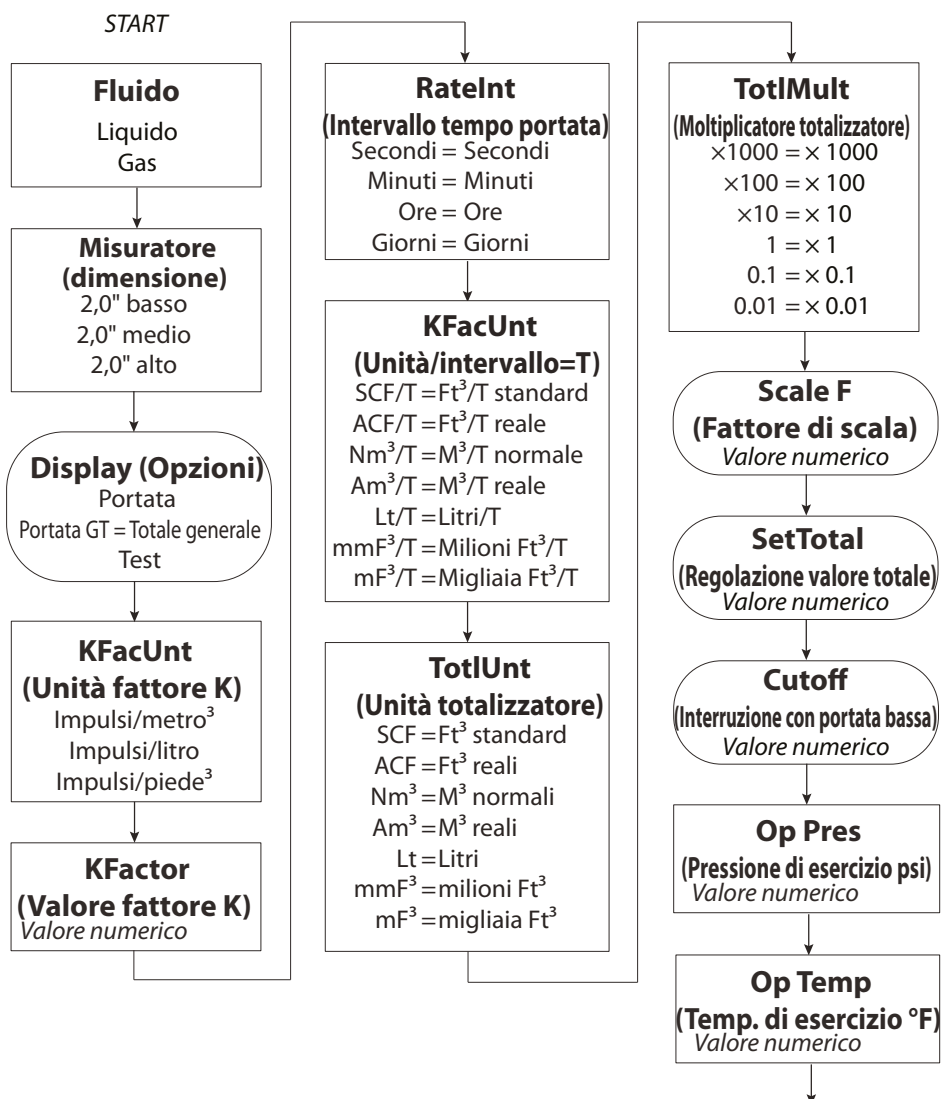 START
Fluido
Liquido
Gas
Misuratore
(dimensione)
2,0" basso
2,0" medio
2,0" alto
Display (Opzioni)
Portata
Portata GT = Totale generale
Test
KFacUnt
(Unità fattore K)
Impulsi/metro³
Impulsi/litro
Impulsi/piede³
KFactor
(Valore fattore K)
Valore numerico
RateInt
(Intervallo tempo portata)
Secondi = Secondi
Minuti = Minuti
Ore = Ore
Giorni = Giorni
KFacUnt
(Unità/intervallo=T)
SCF/T = Ft³/T standard
ACF/T = Ft³/T reale
Nm³/T = M³/T normale
Am³/T = M³/T reale
Lt/T = Litri/T
mmF³/T = Milioni Ft³/T
mF³/T = Migliaia Ft³/T
TotlUnt
(Unità totalizzatore)
SCF = Ft³ standard
ACF = Ft³ reali
Nm³ = M³ normali
Am³ = M³ reali
Lt = Litri
mmF³ = milioni Ft³
mF³ = migliaia Ft³
TotlMult
(Moltiplicatore totalizzatore)
×1000 = × 1000
×100 = × 100
×10 = × 10
1 = × 1
0.1 = × 0.1
0.01 = × 0.01
Scale F
(Fattore di scala)
Valore numerico
SetTotal
(Regolazione valore totale)
Valore numerico
Cutoff
(Interruzione con portata bassa)
Valore numerico
Op Pres
(Pressione di esercizio psi)
Valore numerico
Op Temp
(Temp. di esercizio °F)
Valore numerico